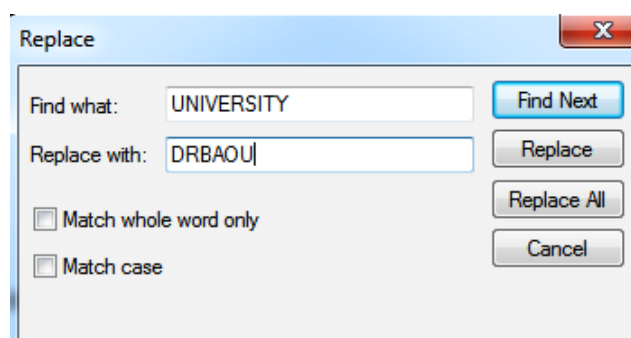 Replace
Find what: UNIVERSITY Find Next
Replace with: DRBAOU Replace
Replace All
Match whole word only
Match case
Cancel